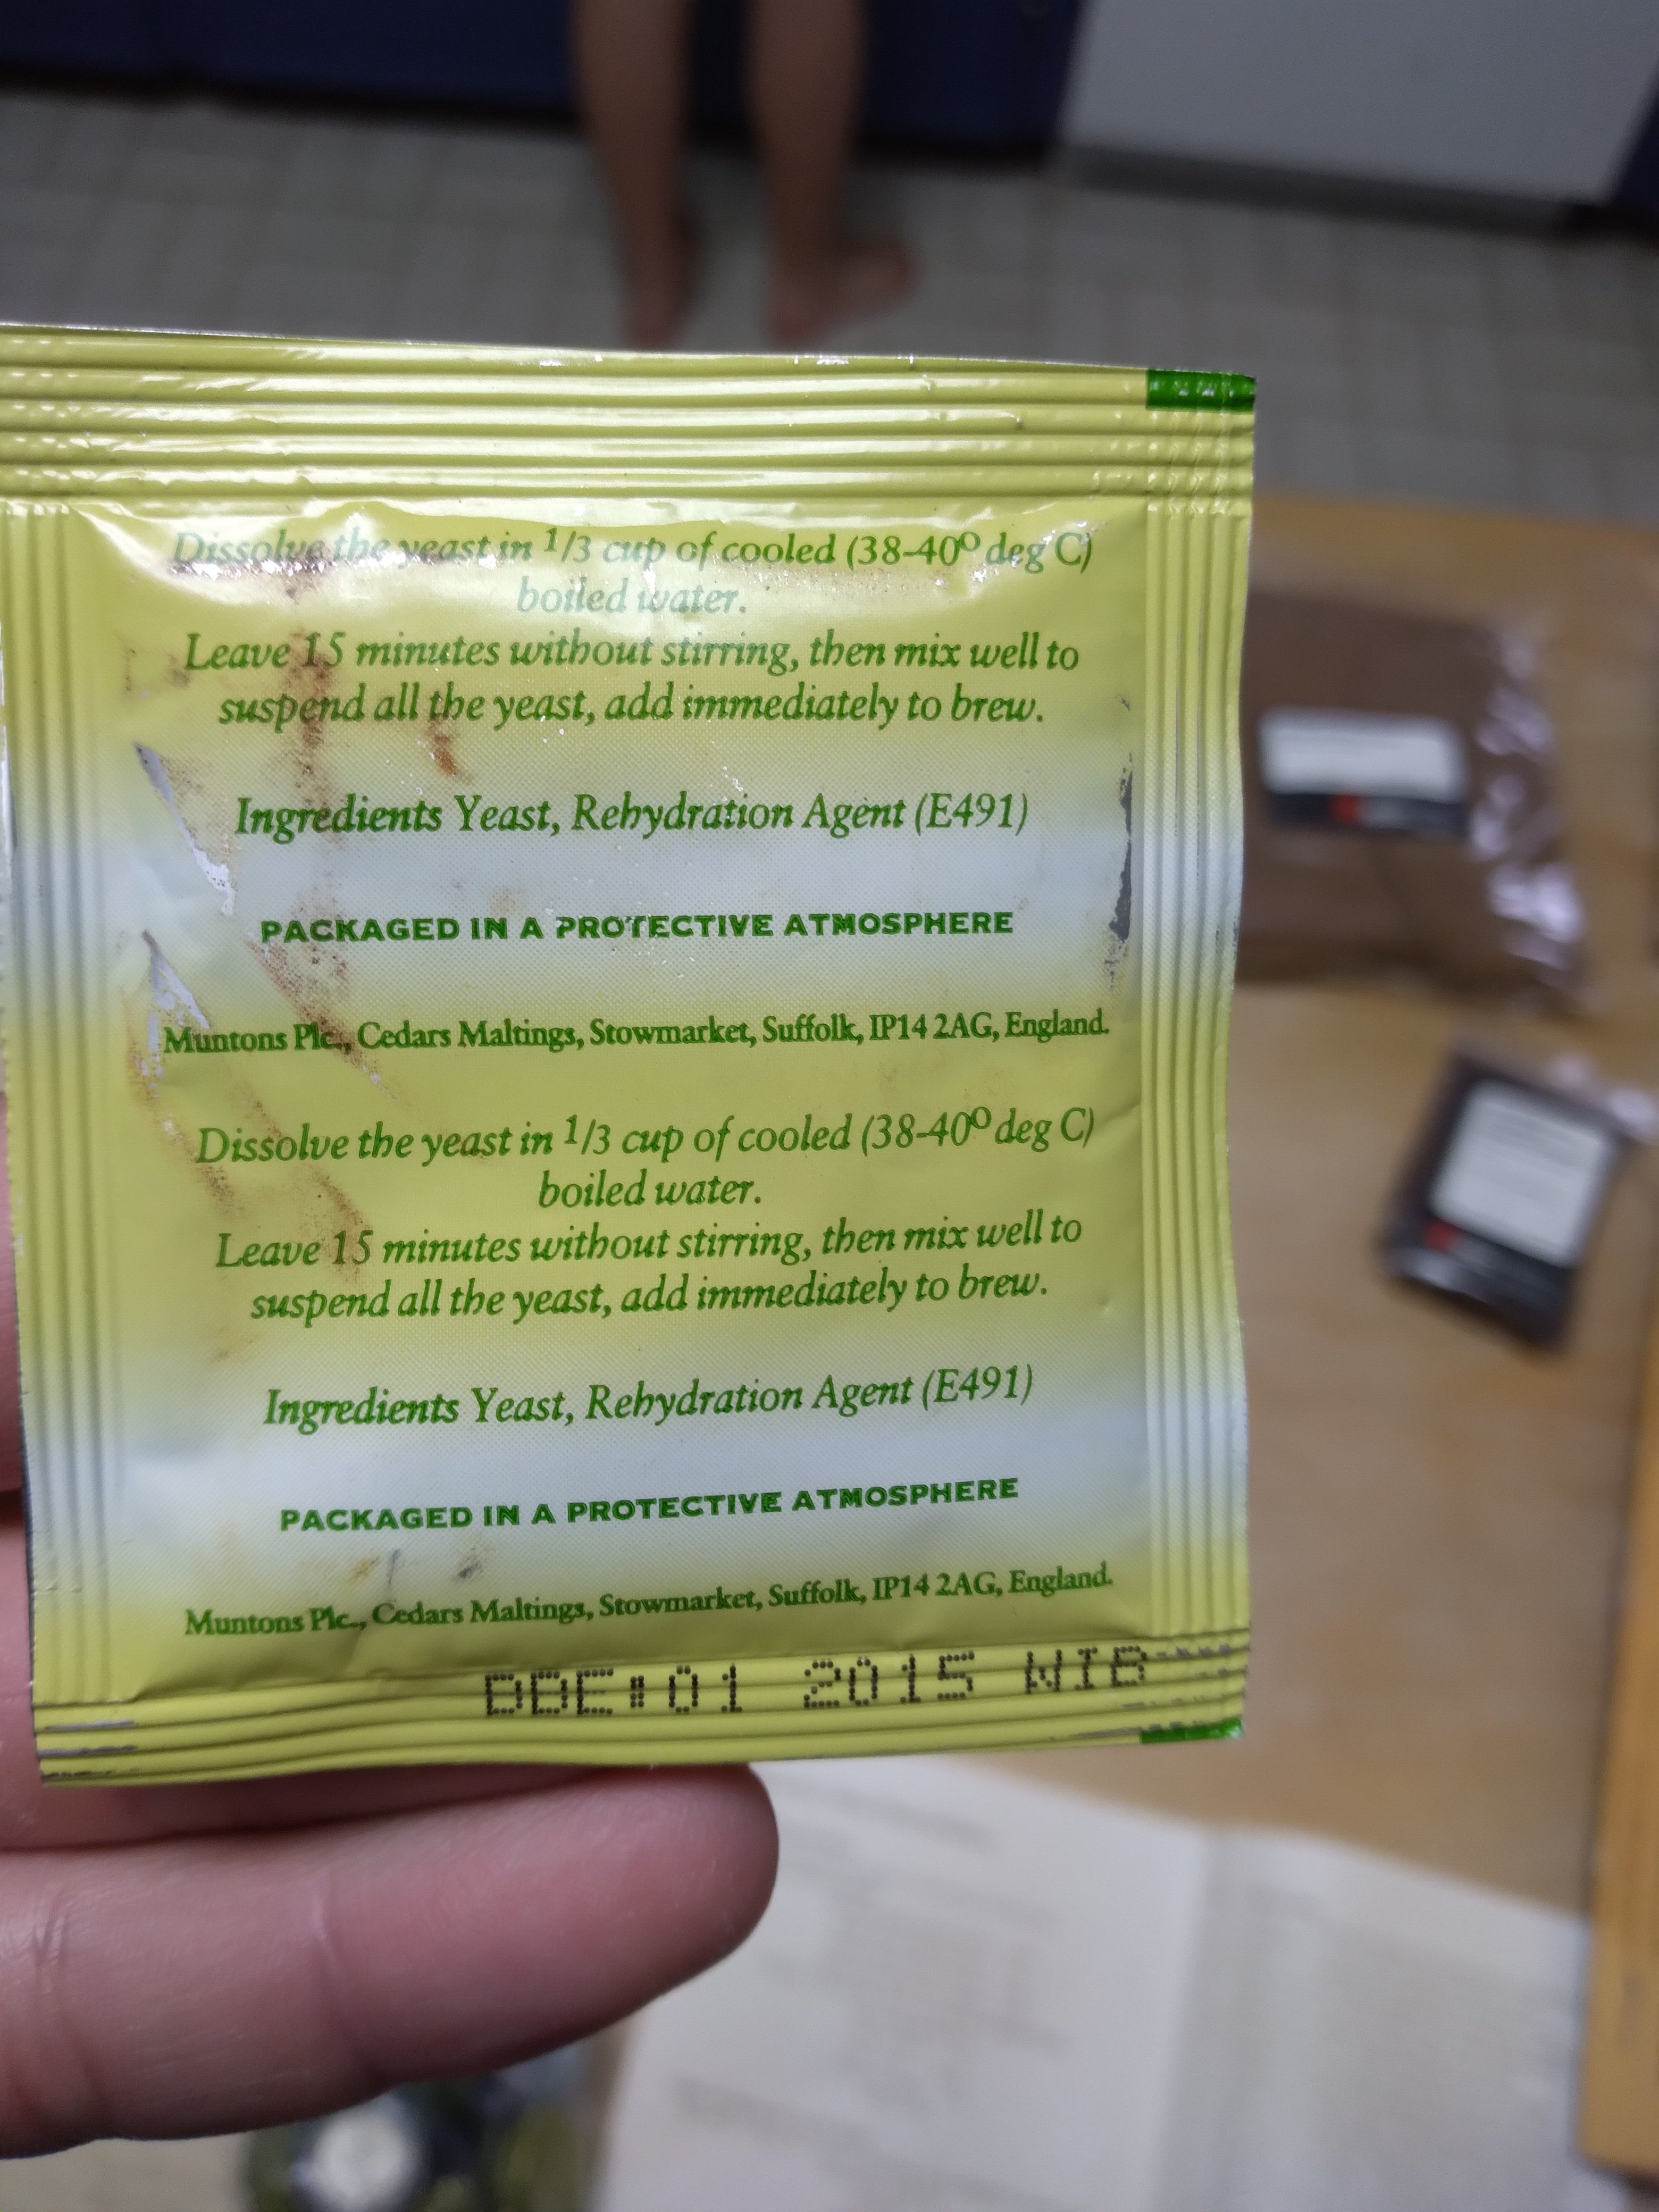 Dissolve the yeast in 1/3 cup of cooled (38-40º deg C)
boiled water.
Leave 15 minutes without stirring, then mix well to
suspend all the yeast, add immediately to brew.
Ingredients Yeast, Rehydration Agent (E491)
PACKAGED IN A PROTECTIVE ATMOSPHERE
Muntons Plc., Cedars Maltings, Stowmarket, Suffolk, IP14 2AG, England.
Dissolve the yeast in 1/3 cup of cooled (38-40º deg C)
boiled water.
Leave 15 minutes without stirring, then mix well to
suspend all the yeast, add immediately to brew.
Ingredients Yeast, Rehydration Agent (E491)
PACKAGED IN A PROTECTIVE ATMOSPHERE
Muntons Plc., Cedars Maltings, Stowmarket, Suffolk, IP14 2AG, England.
BBE:01 2015 NIB